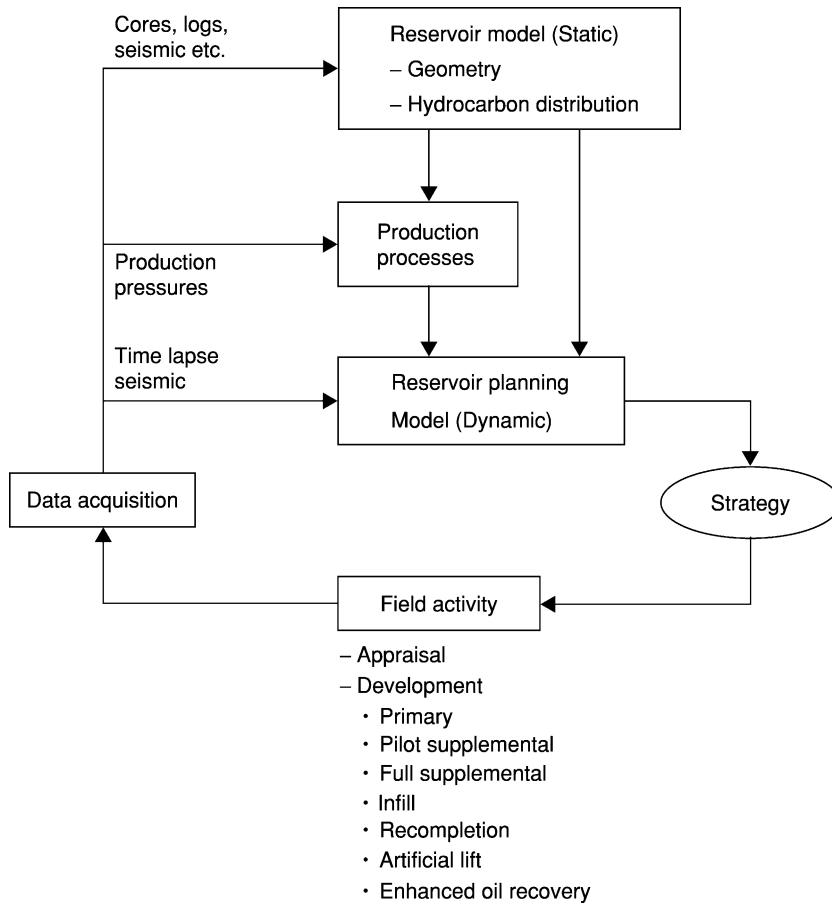 Cores, logs,
seismic etc.
Reservoir model (Static)
– Geometry
– Hydrocarbon distribution
Production
processes
Production
pressures
Time lapse
seismic
Reservoir planning
Model (Dynamic)
Data acquisition
Strategy
Field activity
– Appraisal
– Development
• Primary
• Pilot supplemental
• Full supplemental
• Infill
• Recompletion
• Artificial lift
• Enhanced oil recovery